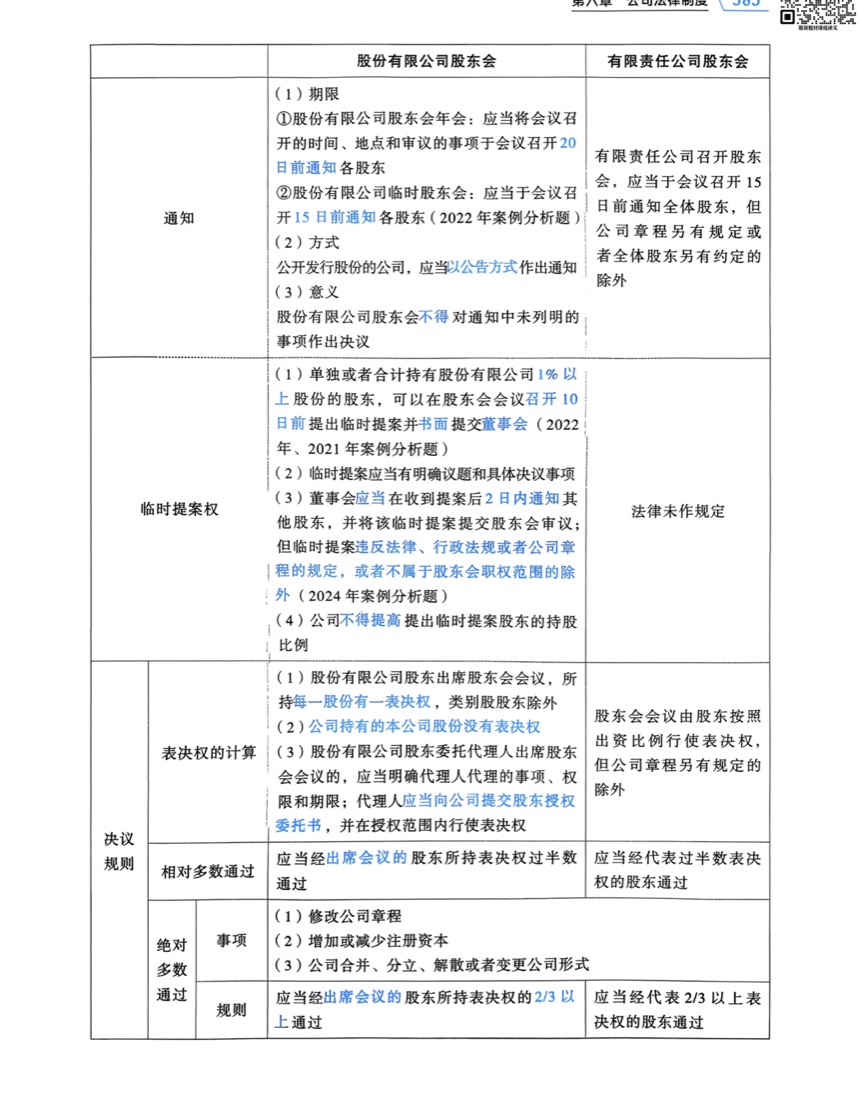 第六章 公司法律制度 385
股份有限公司股东会
有限责任公司股东会
通知
(1)期限
①股份有限公司股东会年会:应当将会议召
开的时间、地点和审议的事项于会议召开20
日前通知各股东
②股份有限公司临时股东会:应当于会议召
开15日前通知各股东(2022年案例分析题)
(2)方式
公开发行股份的公司,应当以公告方式作出通知
(3)意义
股份有限公司股东会不得对通知中未列明的
事项作出决议
有限责任公司召开股东
会,应当于会议召开15
日前通知全体股东,但
公司章程另有规定或
者全体股东另有约定的
除外
临时提案权
(1)单独或者合计持有股份有限公司1%以
上股份的股东,可以在股东会会议召开10
日前提出临时提案并书面提交董事会(2022
年、2021年案例分析题)
(2)临时提案应当有明确议题和具体决议事项
(3)董事会应当在收到提案后2日内通知其
他股东,并将该临时提案提交股东会审议;
但临时提案违反法律、行政法规或者公司章
程的规定,或者不属于股东会职权范围的除
外(2024年案例分析题)
(4)公司不得提高提出临时提案股东的持股
比例
法律未作规定
决议
规则
表决权的计算
(1)股份有限公司股东出席股东会会议,所
持每一股份有一表决权,类别股股东除外
(2)公司持有的本公司股份没有表决权
(3)股份有限公司股东委托代理人出席股东
会会议的,应当明确代理人代理的事项、权
限和期限;代理人应当向公司提交股东授权
委托书,并在授权范围内行使表决权
股东会会议由股东按照
出资比例行使表决权,
但公司章程另有规定的
除外
相对多数通过
应当经出席会议的股东所持表决权过半数
通过
应当经代表过半数表决
权的股东通过
绝对
多数
通过
事项
(1)修改公司章程
(2)增加或减少注册资本
(3)公司合并、分立、解散或者变更公司形式
规则
应当经出席会议的股东所持表决权的2/3以
上通过
应当经代表2/3以上表
决权的股东通过